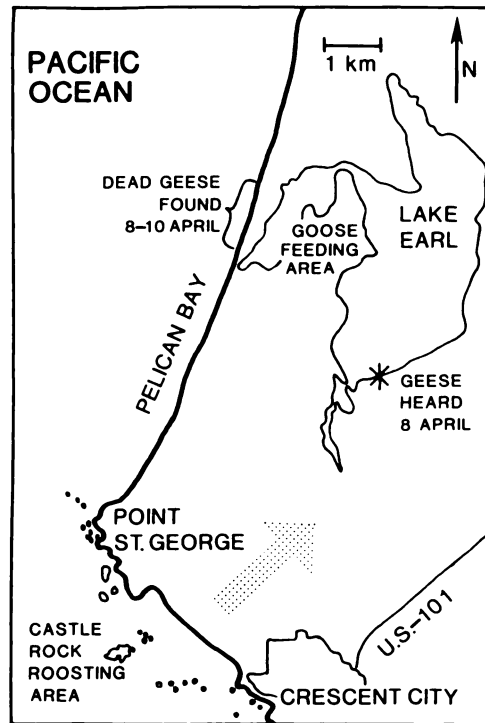 PACIFIC
OCEAN
1 km
N
DEAD GEESE
FOUND
8–10 APRIL
GOOSE
FEEDING
AREA
LAKE
EARL
PELICAN BAY
GEESE
HEARD
8 APRIL
POINT
ST. GEORGE
CASTLE
ROCK
ROOSTING
AREA
U.S.–101
CRESCENT CITY